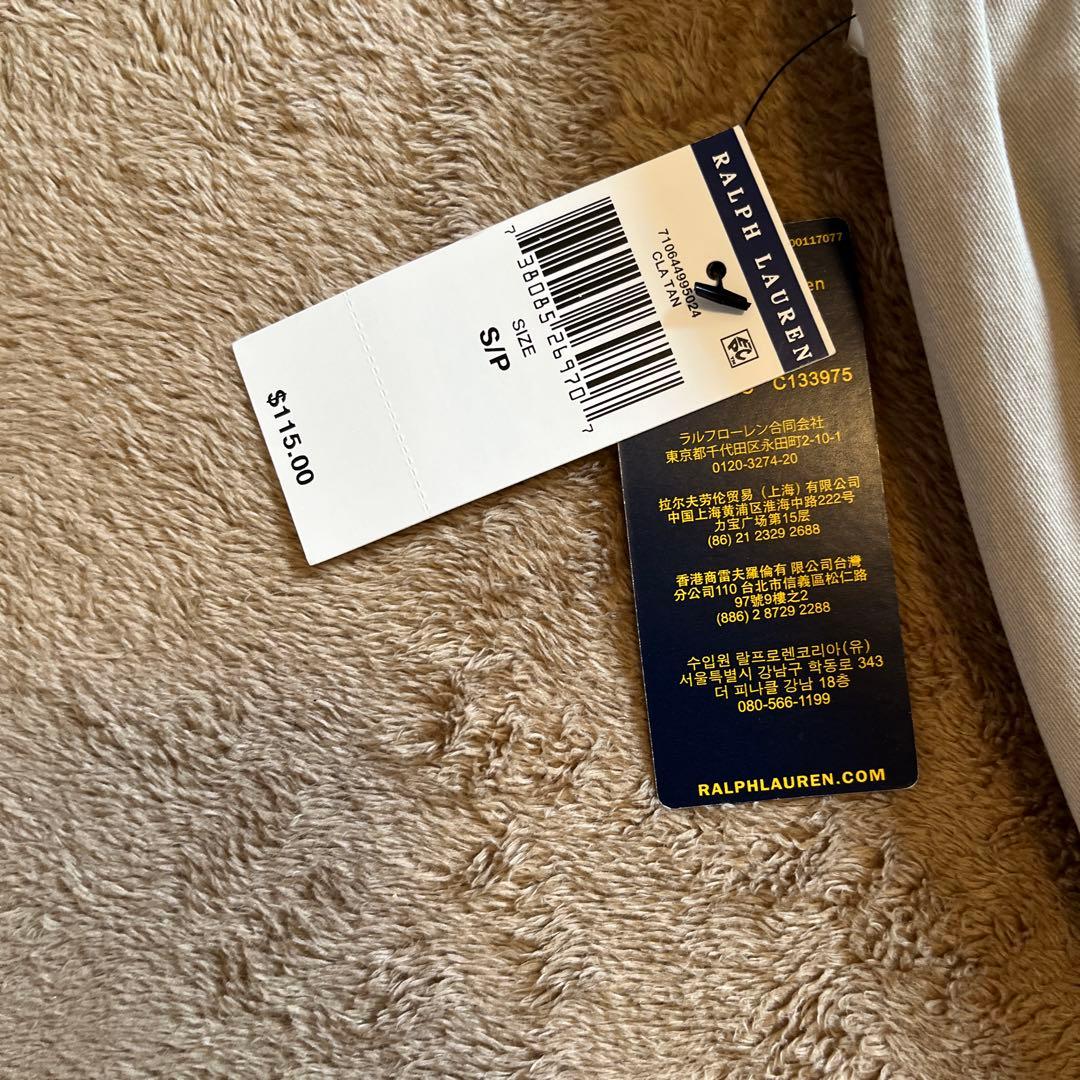 RALPH LAUREN
710644995024
CLA TAN
7 38085 26970 7
SIZE
S/P
$115.00
00117077
en
C133975
ラルフローレン合同会社
東京都千代田区永田町2-10-1
0120-3274-20
拉尔夫劳伦贸易（上海）有限公司
中国上海黄浦区淮海中路222号
力宝广场第15层
(86) 21 2329 2688
香港商雷夫羅倫有 限公司台灣
分公司110 台北市信義區松仁路
97號9樓之2
(886) 2 8729 2288
수입원 랄프로렌코리아(유)
서울특별시 강남구 학동로 343
더 피나클 강남 18층
080-566-1199
RALPHLAUREN.COM